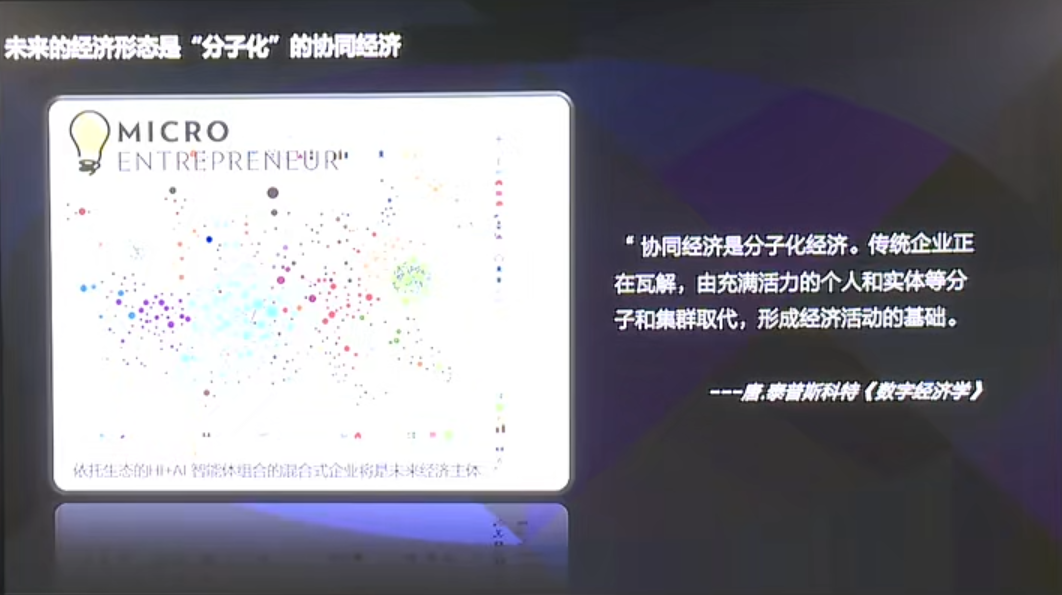 未来的经济形态是“分子化”的协同经济
MICRO
ENTREPRENEUR
“ 协同经济是分子化经济。传统企业正
在瓦解，由充满活力的个人和实体等分
子和集群取代，形成经济活动的基础。
---唐.泰普斯科特《数字经济学》
依托生态的HI+AI 智能体组合的混合式企业将是未来经济主体